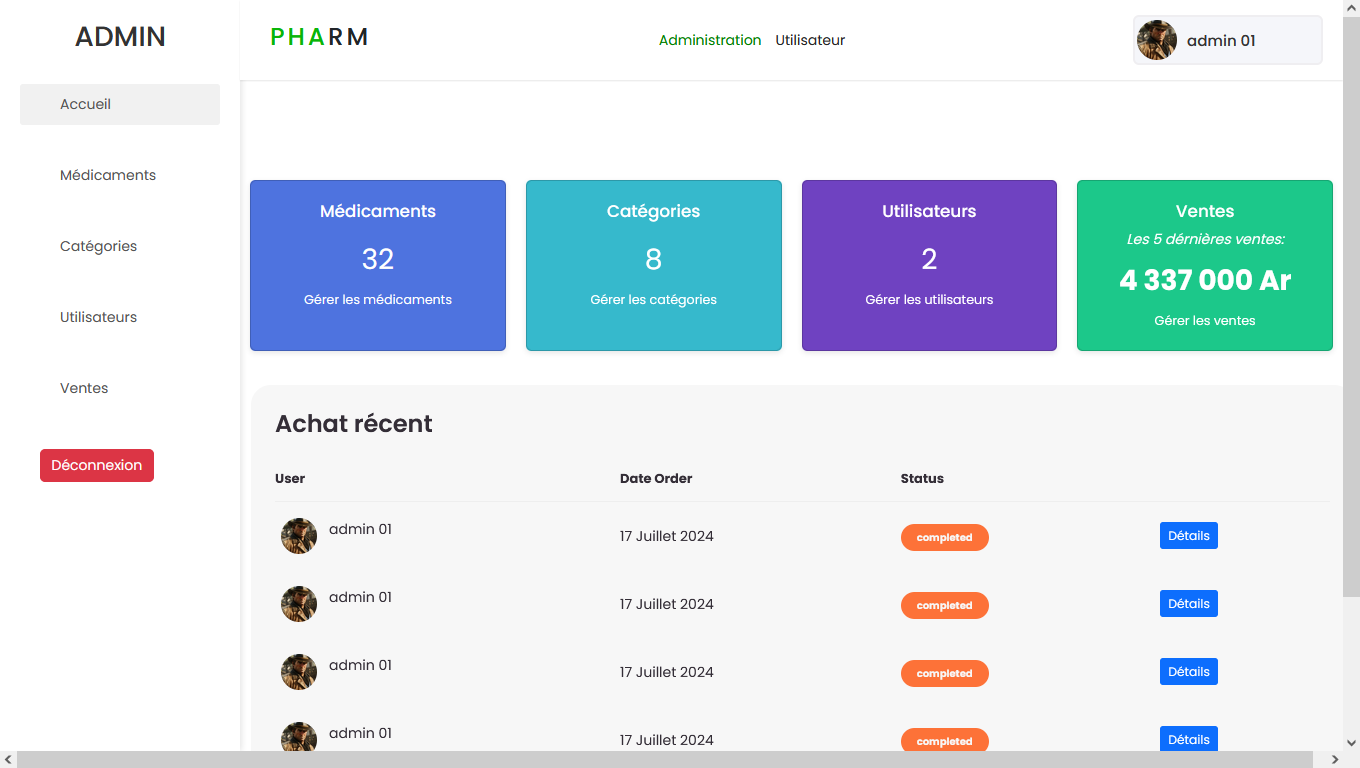 ADMIN
PHARM
Administration Utilisateur
admin 01
Accueil
Médicaments
Catégories
Utilisateurs
Ventes
Déconnexion
Médicaments
32
Gérer les médicaments
Catégories
8
Gérer les catégories
Utilisateurs
2
Gérer les utilisateurs
Ventes
Les 5 dérnières ventes:
4 337 000 Ar
Gérer les ventes
Achat récent
User Date Order Status
admin 01 17 Juillet 2024 completed Détails
admin 01 17 Juillet 2024 completed Détails
admin 01 17 Juillet 2024 completed Détails
admin 01 17 Juillet 2024 completed Détails